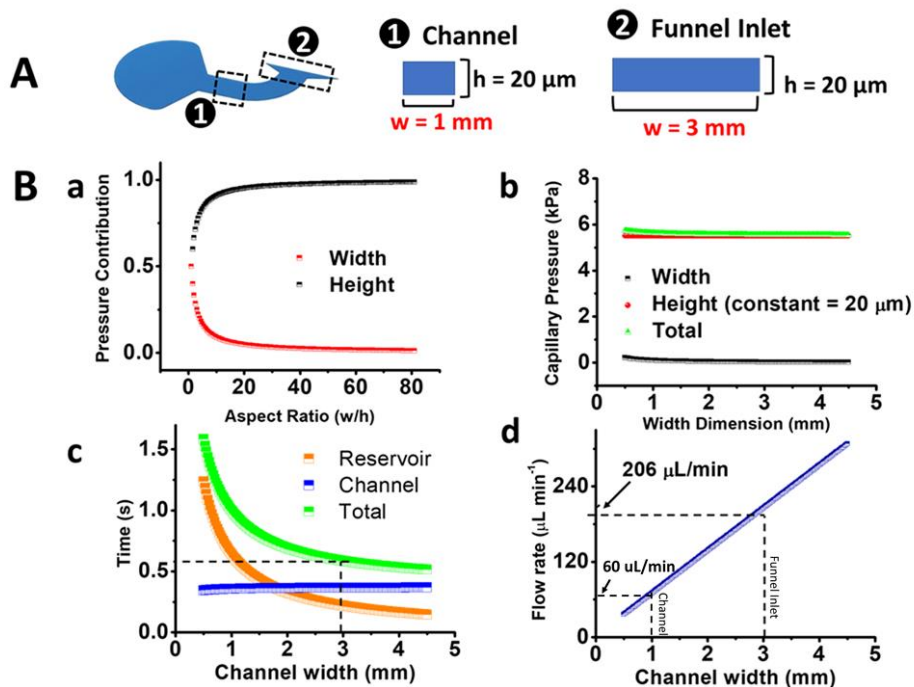 A
1
2
1 Channel
h = 20 µm
w = 1 mm
2 Funnel Inlet
h = 20 µm
w = 3 mm
B
a
Pressure Contribution
1.0
0.5
0.0
Width
Height
0 20 40 60 80
Aspect Ratio (w/h)
b
Capillary Pressure (kPa)
8
6
4
2
0
Width
Height (constant = 20 µm)
Total
0 1 2 3 4 5
Width Dimension (mm)
c
Time (s)
1.5
1.0
0.5
0.0
Reservoir
Channel
Total
0 1 2 3 4 5
Channel width (mm)
d
Flow rate (µL min⁻¹)
240
120
0
206 µL/min
60 uL/min
Channel
Funnel Inlet
0 1 2 3 4 5
Channel width (mm)